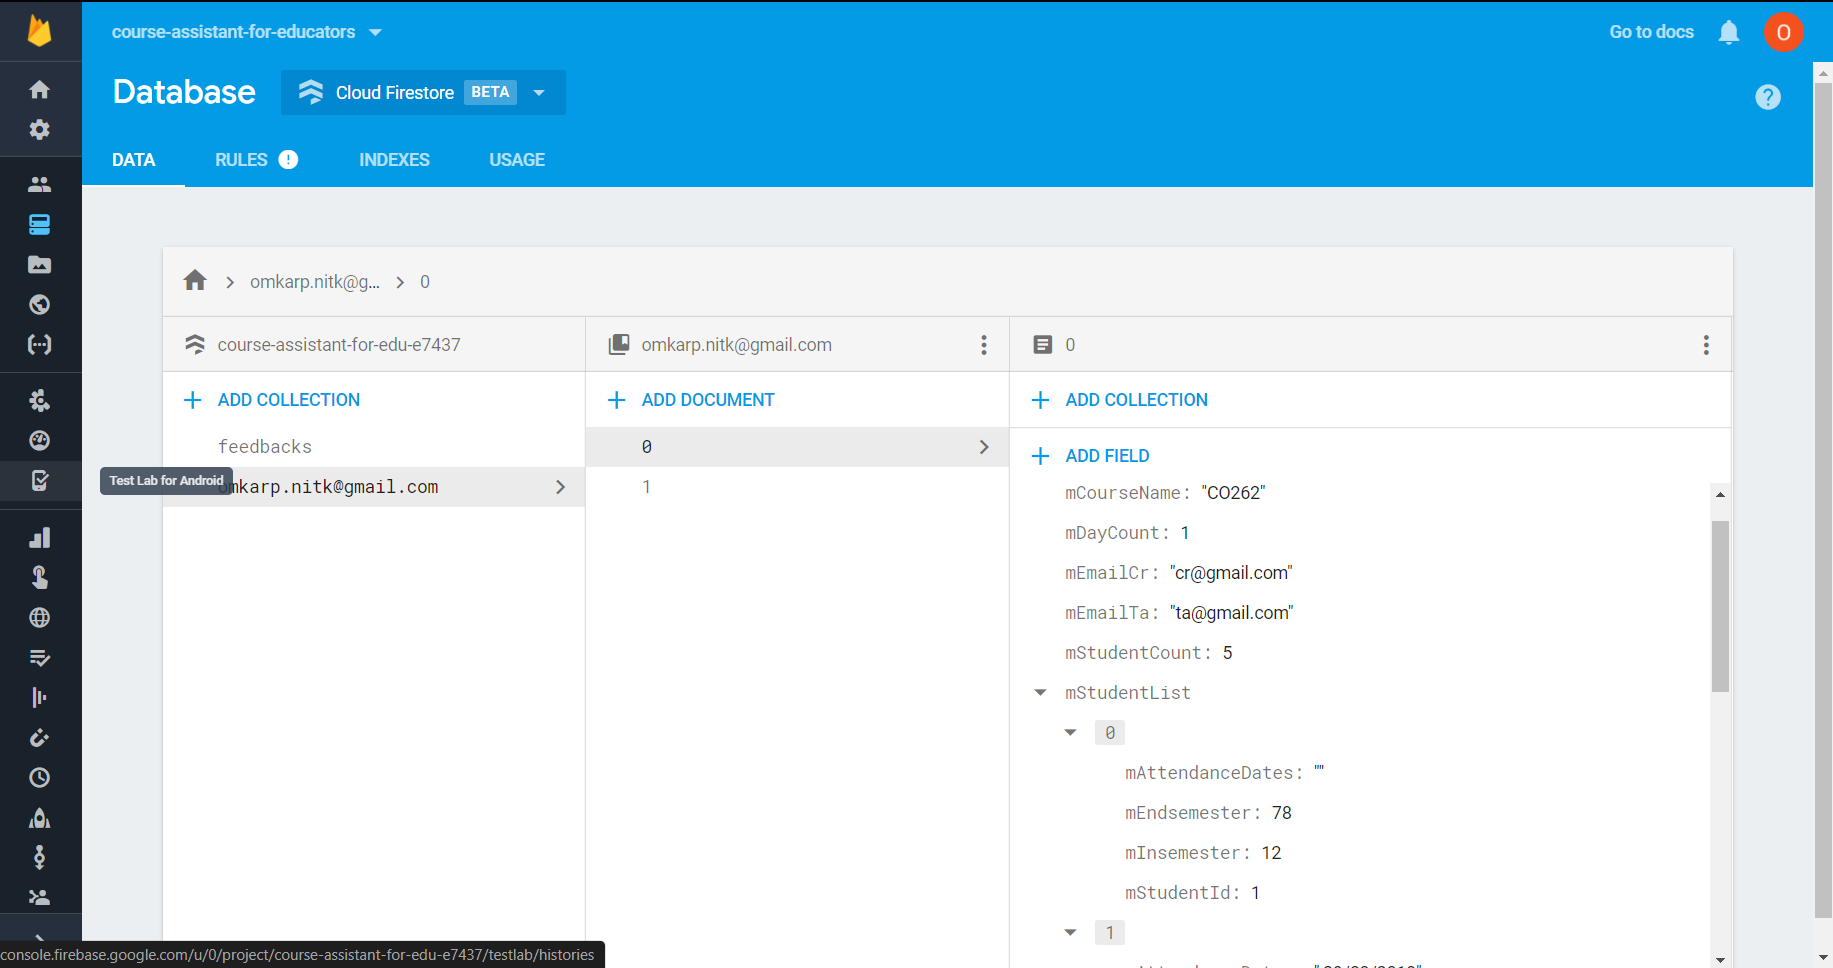 course-assistant-for-educators
Go to docs
O
Database
Cloud Firestore BETA
?
DATA RULES ! INDEXES USAGE
omkarp.nitk@g... > 0
course-assistant-for-edu-e7437
omkarp.nitk@gmail.com
0
+ ADD COLLECTION
+ ADD DOCUMENT
+ ADD COLLECTION
feedbacks
0
+ ADD FIELD
Test Lab for Android
mkarp.nitk@gmail.com
1
mCourseName: "CO262"
mDayCount: 1
mEmailCr: "cr@gmail.com"
mEmailTa: "ta@gmail.com"
mStudentCount: 5
mStudentList
0
mAttendanceDates: ""
mEndsemester: 78
mInsemester: 12
mStudentId: 1
1
console.firebase.google.com/u/0/project/course-assistant-for-edu-e7437/testlab/histories